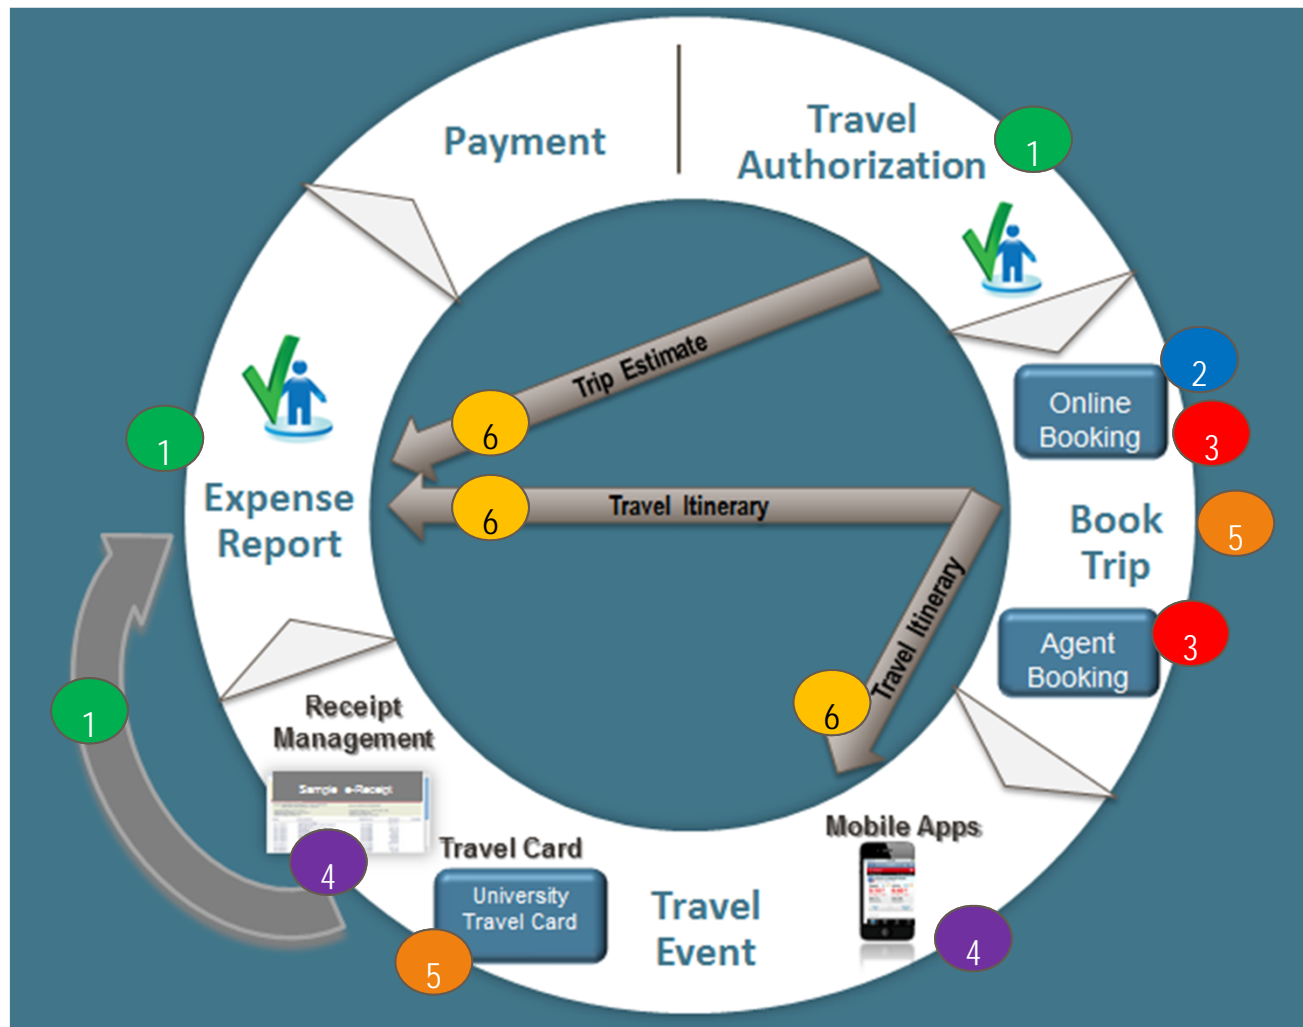 Payment
Travel
Authorization
1
2
Online
Booking
3
Book
Trip
5
Agent
Booking
3
Trip Estimate
6
Travel Itinerary
6
Travel Itinerary
6
1
Expense
Report
1
Receipt
Management
Sample e-Receipt
4
Travel Card
University
Travel Card
5
Travel
Event
Mobile Apps
4